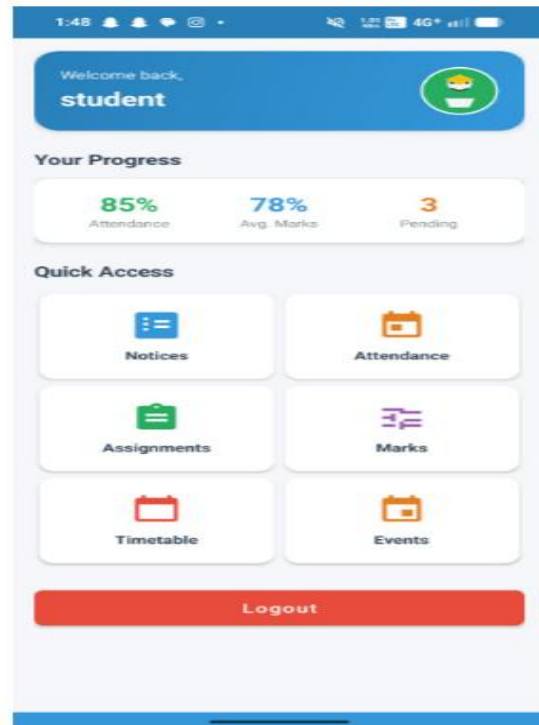 1:48 4G+
Welcome back,
student
Your Progress
85% 78% 3
Attendance Avg. Marks Pending
Quick Access
Notices Attendance
Assignments Marks
Timetable Events
Logout